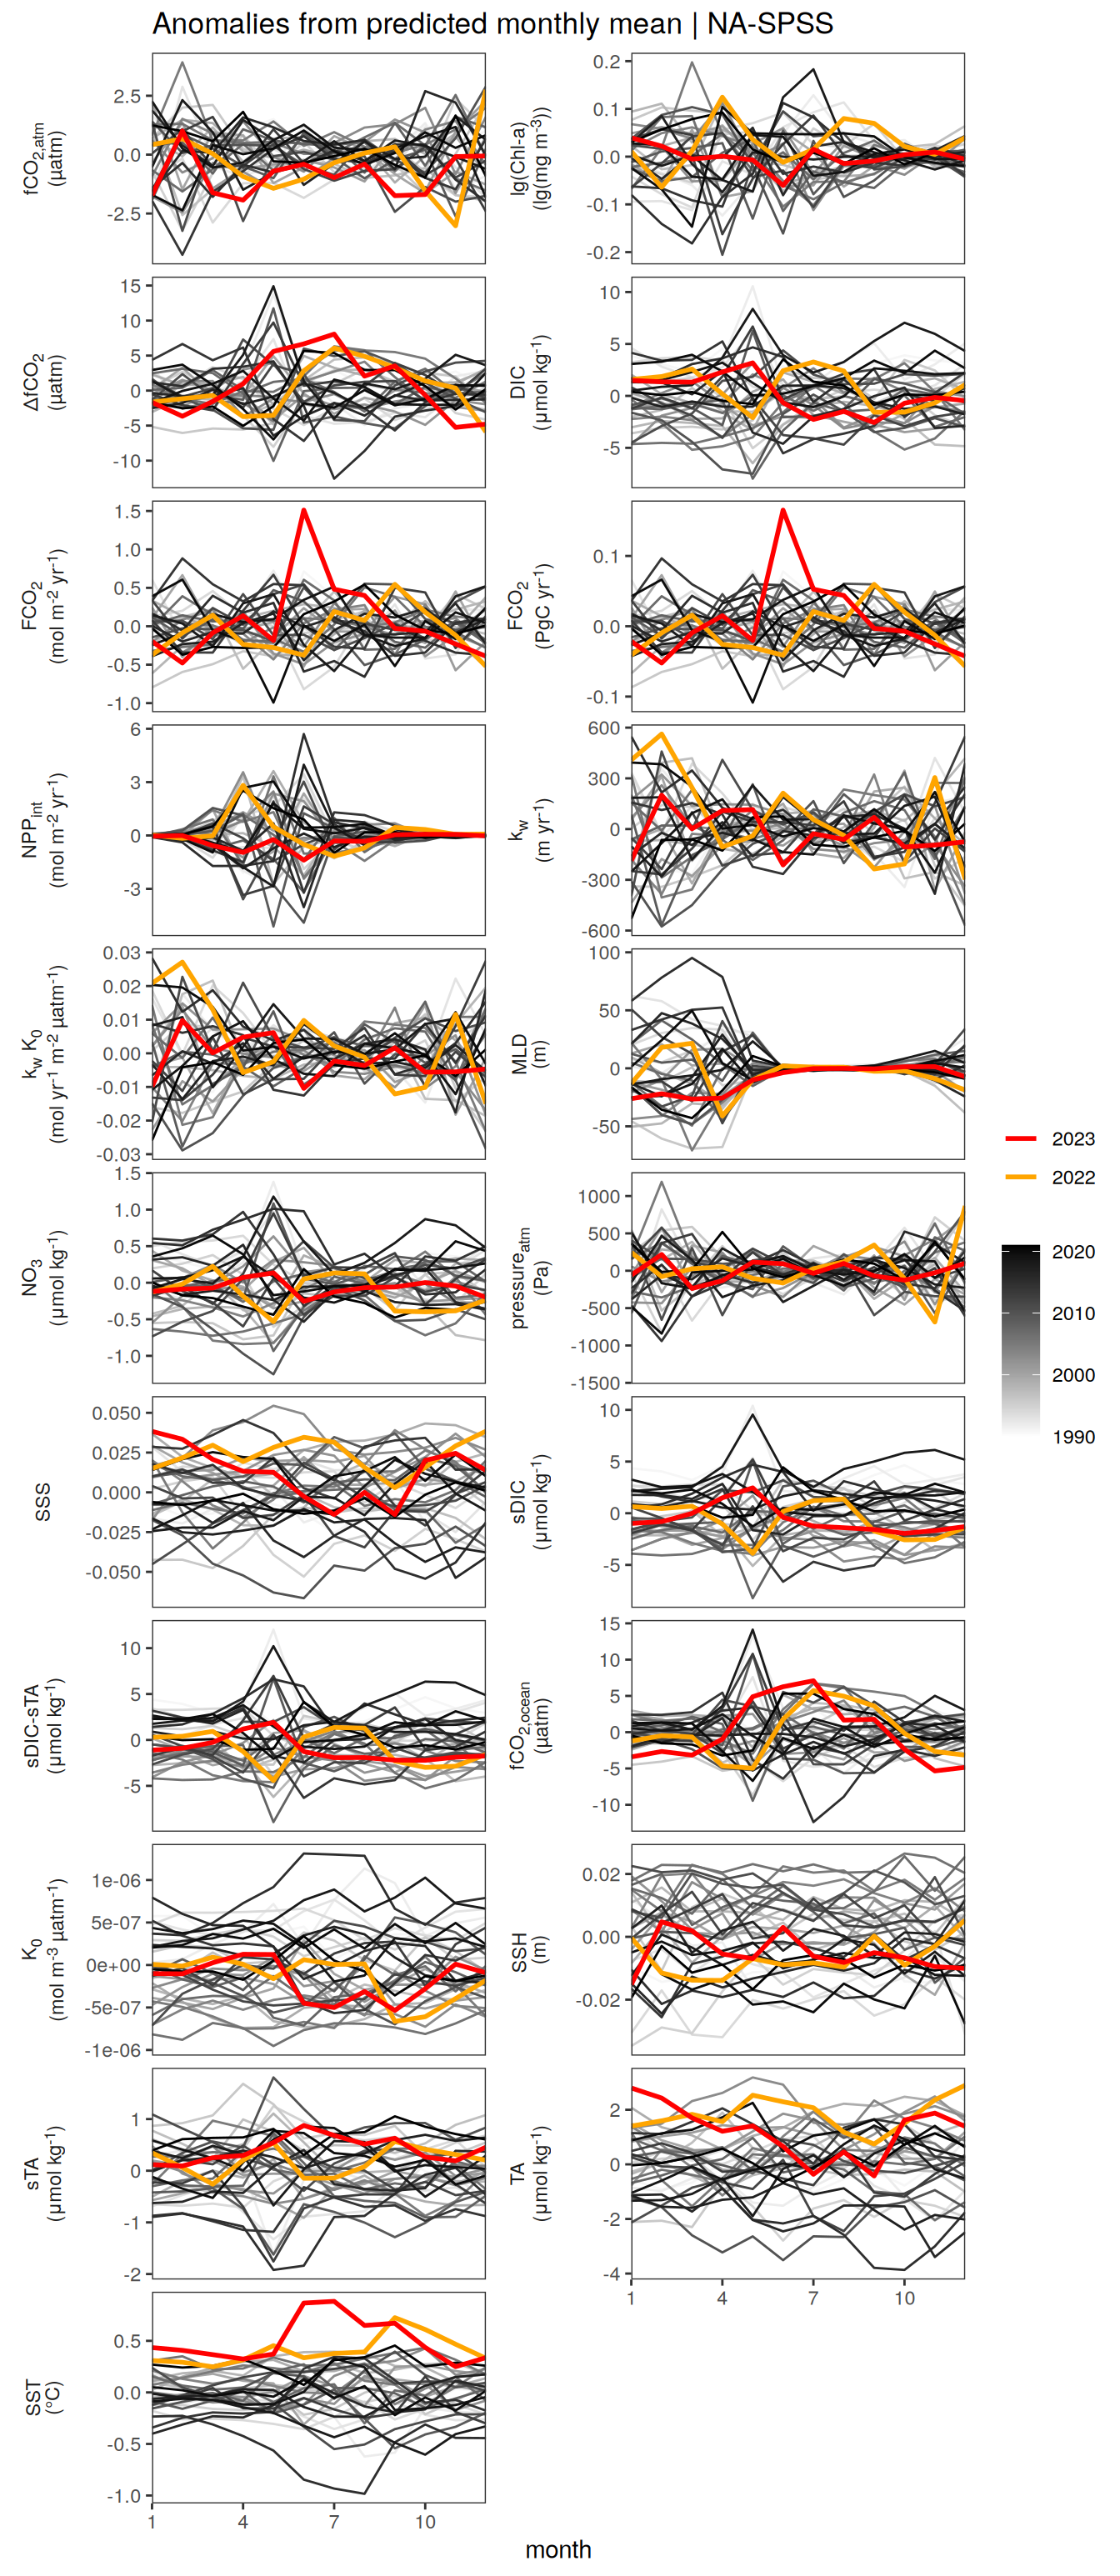 Anomalies from predicted monthly mean | NA-SPSS
fCO2,atm
(µatm)
2.5
0.0
-2.5
lg(Chl-a)
(lg(mg m-3))
0.2
0.1
0.0
-0.1
-0.2
ΔfCO2
(µatm)
15
10
5
0
-5
-10
DIC
(µmol kg-1)
10
5
0
-5
FCO2
(mol m-2 yr-1)
1.5
1.0
0.5
0.0
-0.5
-1.0
FCO2
(PgC yr-1)
0.1
0.0
-0.1
NPPint
(mol m-2 yr-1)
6
3
0
-3
kw
(m yr-1)
600
300
0
-300
-600
kw K0
(mol yr-1 m-2 µatm-1)
0.03
0.02
0.01
0.00
-0.01
-0.02
-0.03
MLD
(m)
100
50
0
-50
NO3
(µmol kg-1)
1.5
1.0
0.5
0.0
-0.5
-1.0
pressureatm
(Pa)
1000
500
0
-500
-1000
-1500
SSS
0.050
0.025
0.000
-0.025
-0.050
sDIC
(µmol kg-1)
10
5
0
-5
sDIC-sTA
(µmol kg-1)
10
5
0
-5
fCO2,ocean
(µatm)
15
10
5
0
-5
-10
K0
(mol m-3 µatm-1)
1e-06
5e-07
0e+00
-5e-07
-1e-06
SSH
(m)
0.02
0.00
-0.02
sTA
(µmol kg-1)
1
0
-1
-2
TA
(µmol kg-1)
2
0
-2
-4
1 4 7 10
SST
(°C)
0.5
0.0
-0.5
-1.0
1 4 7 10
month
2023
2022
2020
2010
2000
1990